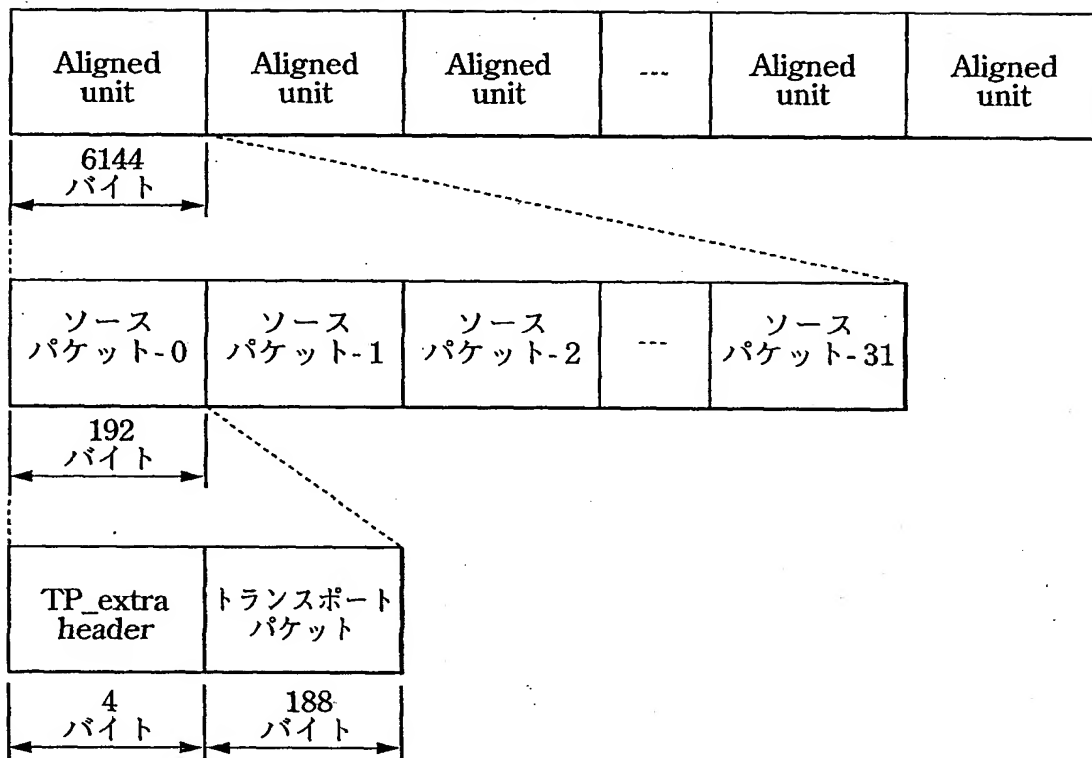 Aligned unit Aligned unit Aligned unit --- Aligned unit Aligned unit
6144
バイト
ソース パケット-0 ソース パケット-1 ソース パケット-2 --- ソース パケット-31
192
バイト
TP_extra header トランスポート パケット
4 バイト 188 バイト